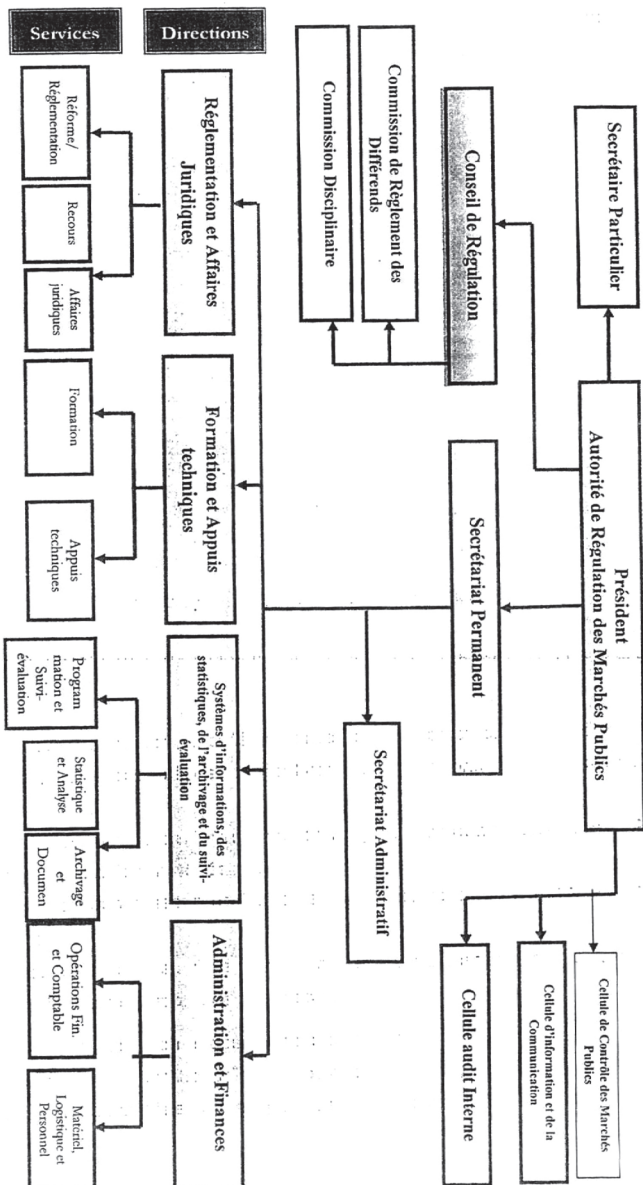 Président
Autorité de Régulation des Marchés Publics
Secrétaire Particulier
Cellule de Contrôle des Marchés
Publics
Cellule d'information et de la
Communication
Cellule audit Interne
Conseil de Régulation
Secrétariat Permanent
Commission de Règlement des
Différends
Commission Disciplinaire
Secrétariat Administratif
Directions
Réglementation et Affaires
Juridiques
Formation et Appuis
techniques
Systèmes d'informations, des
statistiques, de l'archivage et du suivi-
évaluation
Administration et Finances
Services
Réforme/
Réglementation
Recours
Affaires
juridiques
Formation
Appuis
techniques
Program
mation et
Suivi-
évaluation
Statistique
et Analyse
Archivage
et
Documen
Opérations Fin.
et Comptable
Matériel,
Logistique et
Personnel